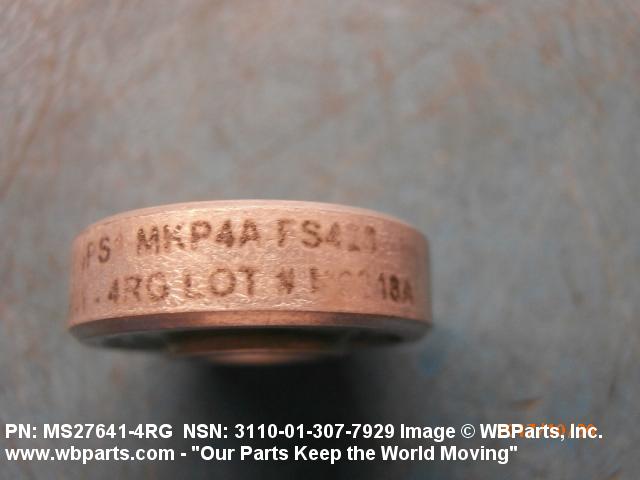 MKP4A FS428
4RG LOT #
PN: MS27641-4RG NSN: 3110-01-307-7929 Image © WBParts, Inc.
www.wbparts.com - "Our Parts Keep the World Moving"